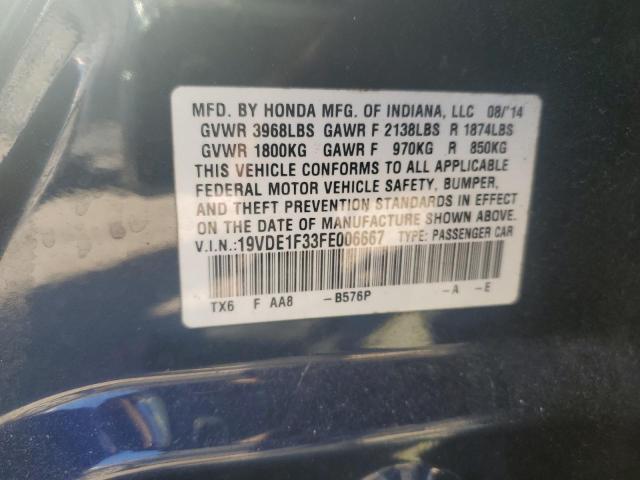 MFD. BY HONDA MFG. OF INDIANA, LLC 08/'14
GVWR 3968LBS GAWR F 2138LBS R 1874LBS
GVWR 1800KG GAWR F 970KG R 850KG
THIS VEHICLE CONFORMS TO ALL APPLICABLE
FEDERAL MOTOR VEHICLE SAFETY, BUMPER,
AND THEFT PREVENTION STANDARDS IN EFFECT
ON THE DATE OF MANUFACTURE SHOWN ABOVE.
V.I.N.:19VDE1F33FE006667 TYPE: PASSENGER CAR
TX6 F AA8 -B576P -A -E